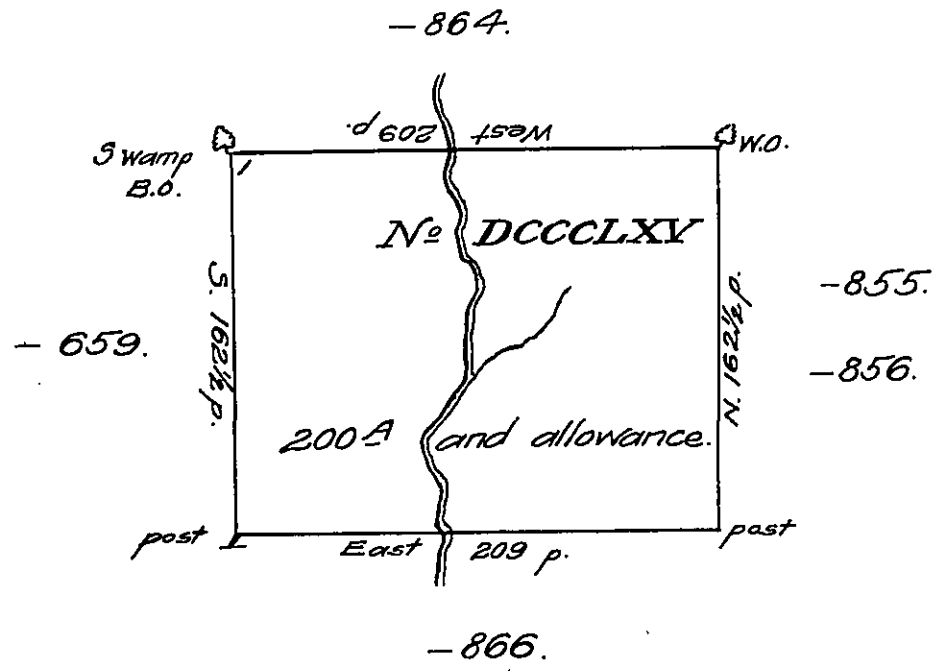 -864.
West 209 p.
Swamp
B.O.
W.O.
No DCCCLXV
S. 162½ p.
N. 162½ p.
-855.
-659.
-856.
200 A and allowance.
post
East 209 p.
post
-866.